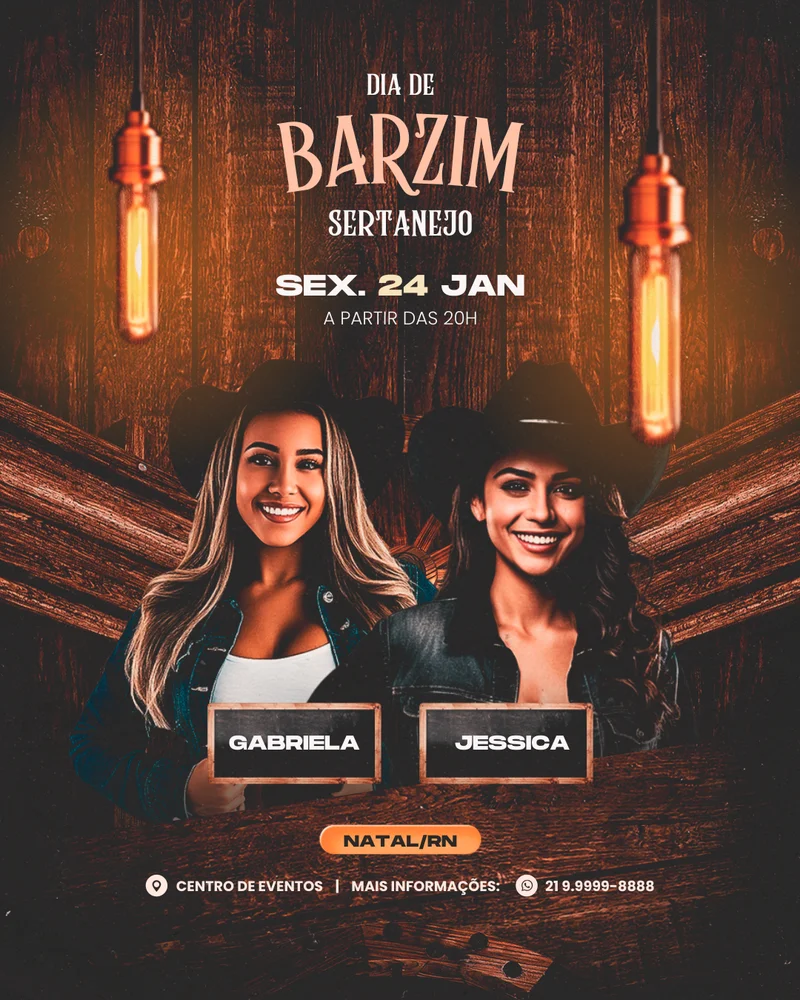 DIA DE
BARZIM
SERTANEJO
SEX. 24 JAN
A PARTIR DAS 20H
GABRIELA
JESSICA
NATAL/RN
CENTRO DE EVENTOS | MAIS INFORMAÇÕES: 21 9.9999-8888